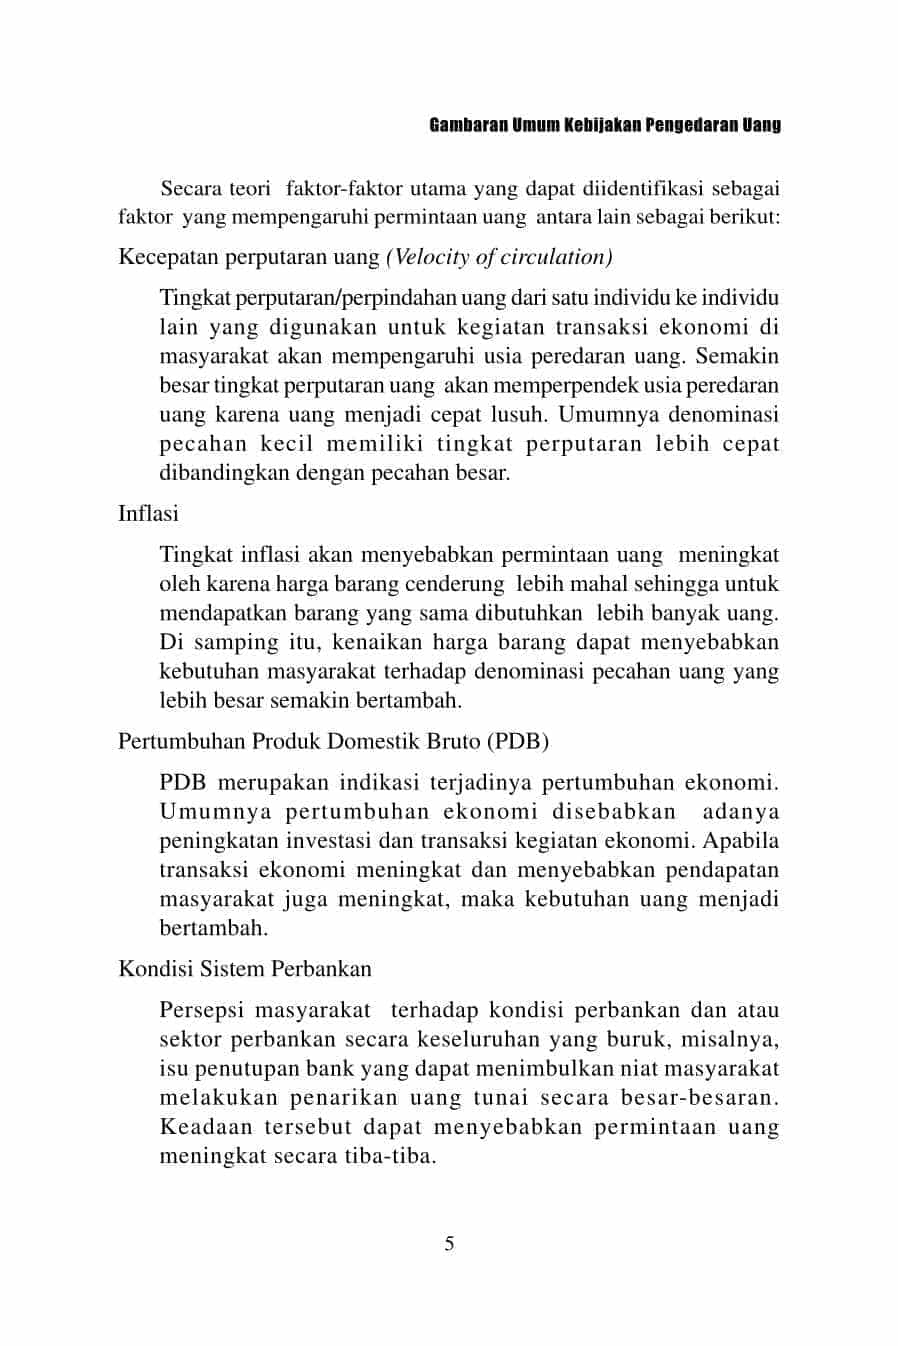 Gambaran Umum Kebijakan Pengedaran Uang
Secara teori faktor-faktor utama yang dapat diidentifikasi sebagai
faktor yang mempengaruhi permintaan uang antara lain sebagai berikut:
Kecepatan perputaran uang (Velocity of circulation)
Tingkat perputaran/perpindahan uang dari satu individu ke individu
lain yang digunakan untuk kegiatan transaksi ekonomi di
masyarakat akan mempengaruhi usia peredaran uang. Semakin
besar tingkat perputaran uang akan memperpendek usia peredaran
uang karena uang menjadi cepat lusuh. Umumnya denominasi
pecahan kecil memiliki tingkat perputaran lebih cepat
dibandingkan dengan pecahan besar.
Inflasi
Tingkat inflasi akan menyebabkan permintaan uang meningkat
oleh karena harga barang cenderung lebih mahal sehingga untuk
mendapatkan barang yang sama dibutuhkan lebih banyak uang.
Di samping itu, kenaikan harga barang dapat menyebabkan
kebutuhan masyarakat terhadap denominasi pecahan uang yang
lebih besar semakin bertambah.
Pertumbuhan Produk Domestik Bruto (PDB)
PDB merupakan indikasi terjadinya pertumbuhan ekonomi.
Umumnya pertumbuhan ekonomi disebabkan adanya
peningkatan investasi dan transaksi kegiatan ekonomi. Apabila
transaksi ekonomi meningkat dan menyebabkan pendapatan
masyarakat juga meningkat, maka kebutuhan uang menjadi
bertambah.
Kondisi Sistem Perbankan
Persepsi masyarakat terhadap kondisi perbankan dan atau
sektor perbankan secara keseluruhan yang buruk, misalnya,
isu penutupan bank yang dapat menimbulkan niat masyarakat
melakukan penarikan uang tunai secara besar-besaran.
Keadaan tersebut dapat menyebabkan permintaan uang
meningkat secara tiba-tiba.
5